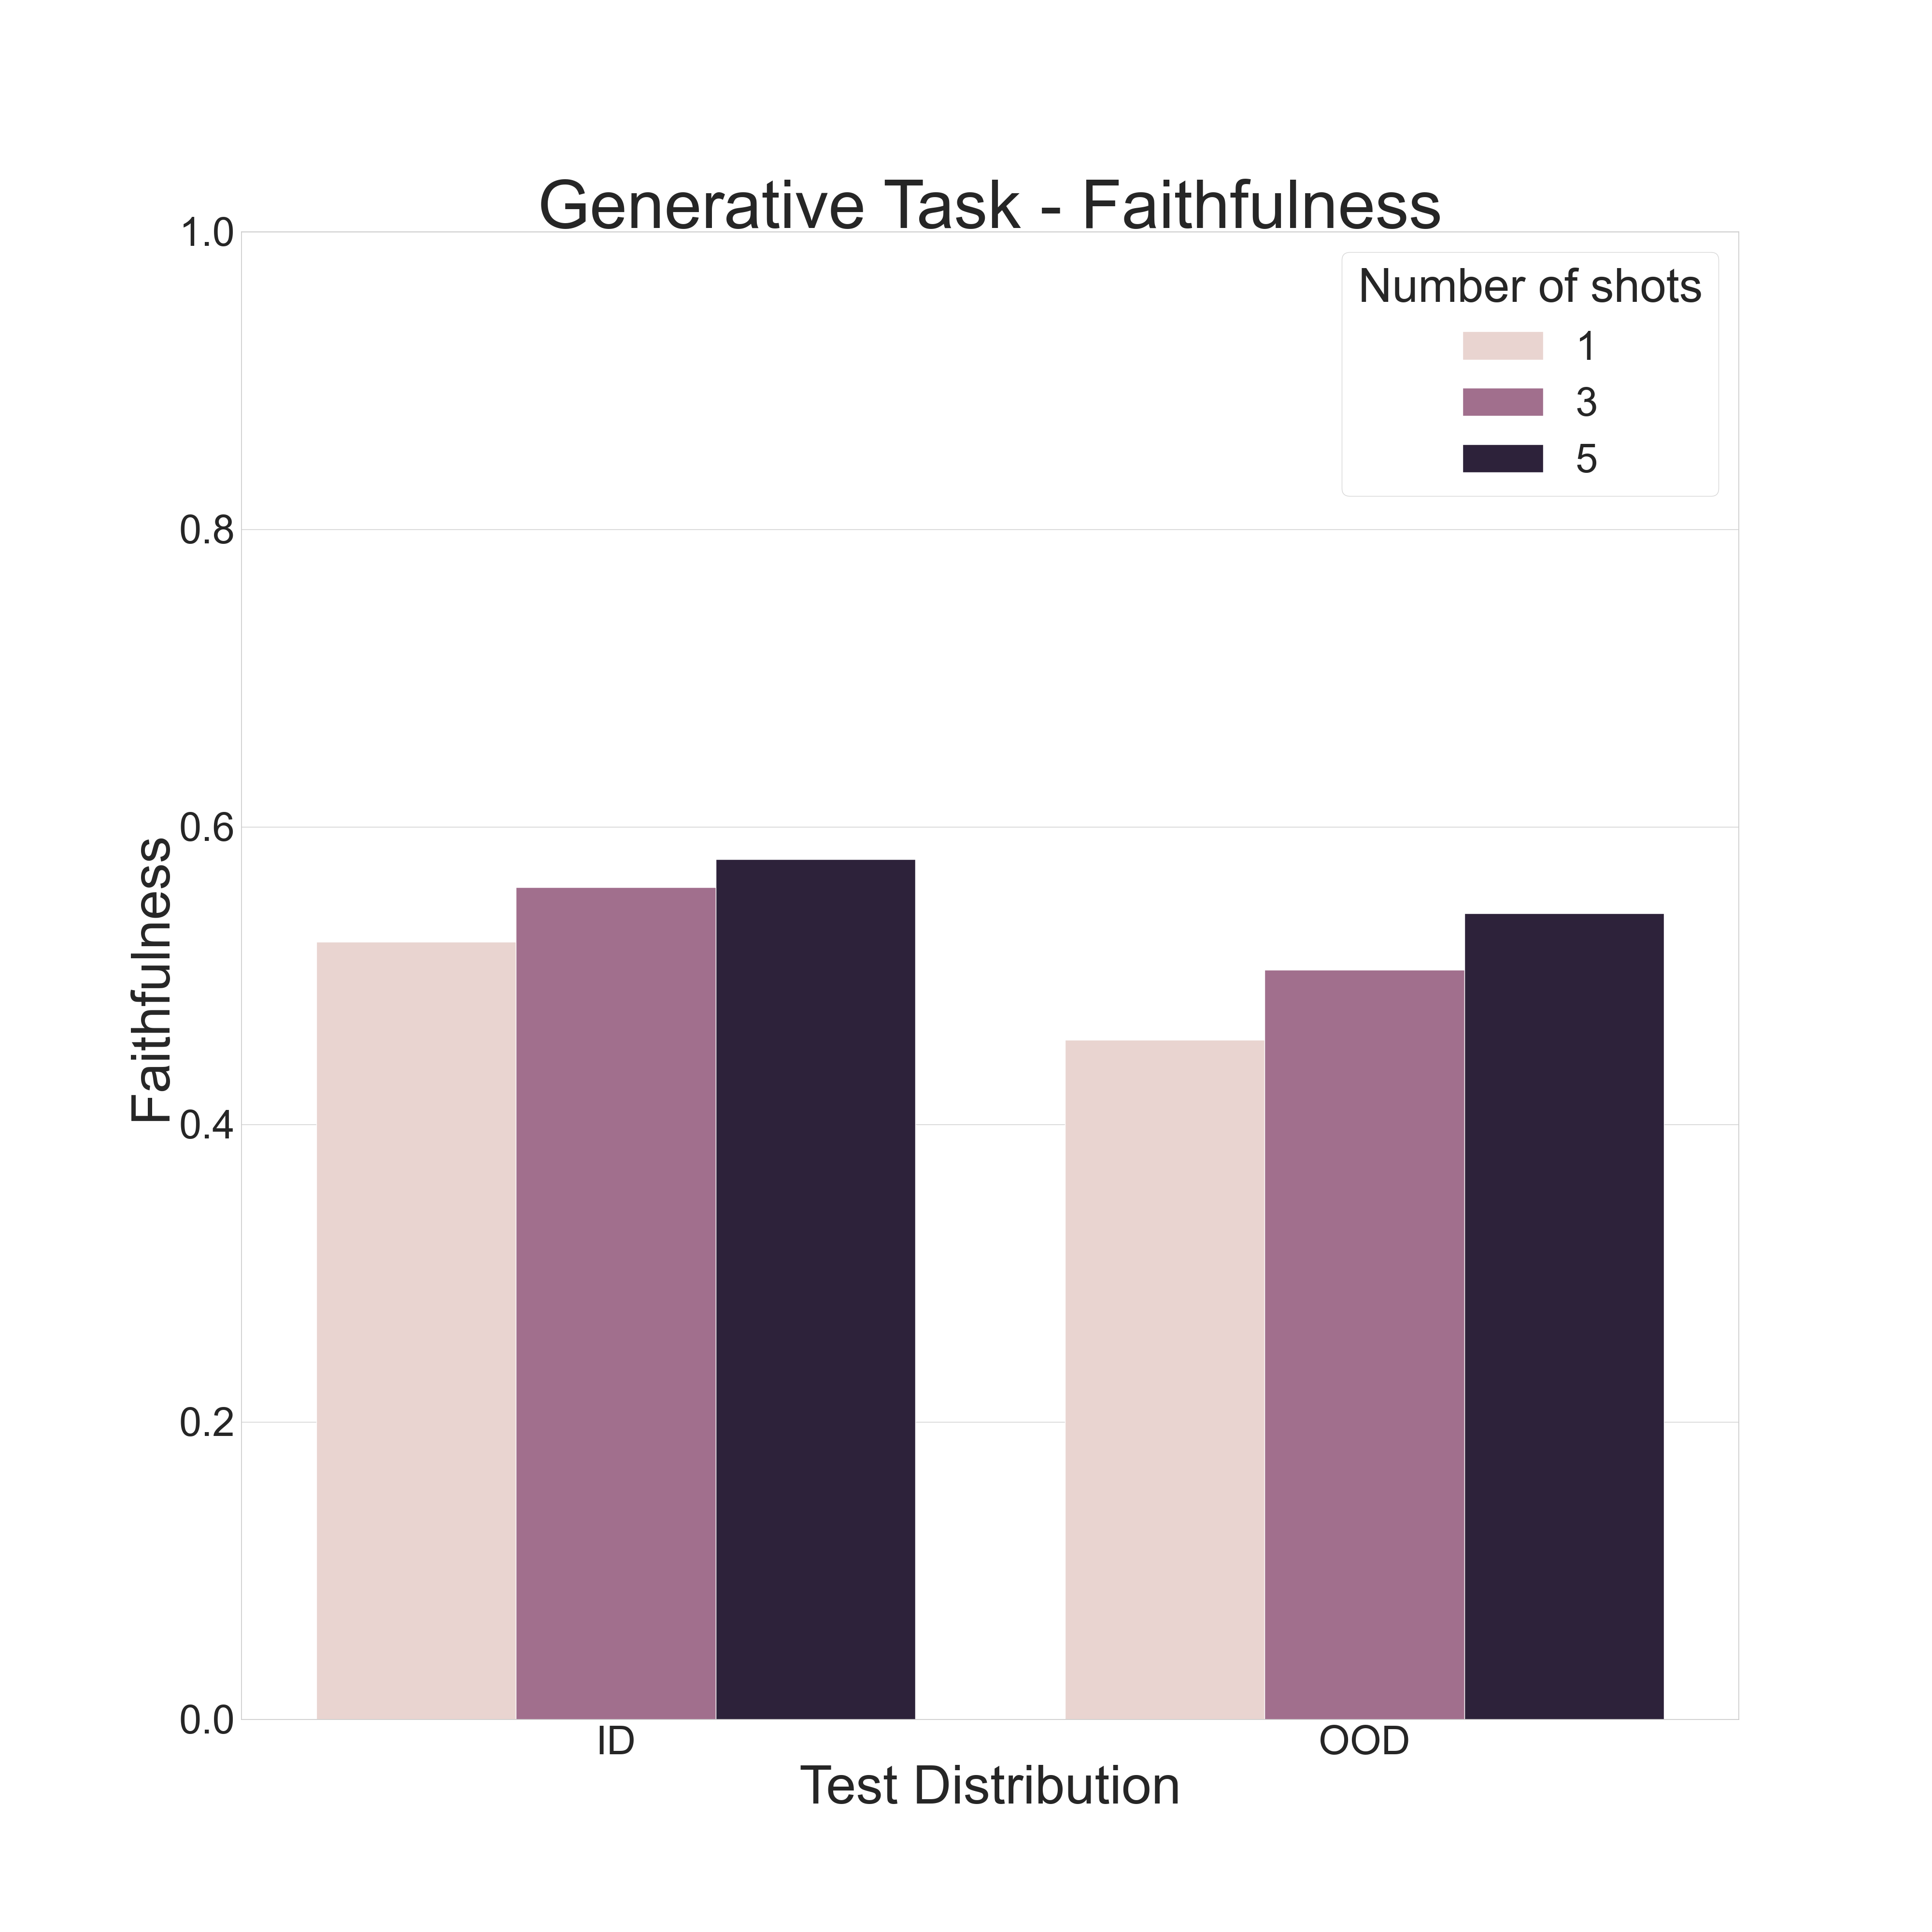 Generative Task - Faithfulness
1.0
0.8
0.6
0.4
0.2
0.0
Faithfulness
Number of shots
1
3
5
ID
OOD
Test Distribution